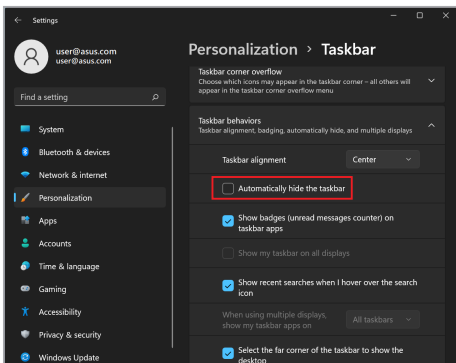 Settings
user@asus.com
user@asus.com
Find a setting
System
Bluetooth & devices
Network & internet
Personalization
Apps
Accounts
Time & language
Gaming
Accessibility
Privacy & security
Windows Update
Personalization > Taskbar
Taskbar corner overflow
Choose which icons may appear in the taskbar corner – all others will
appear in the taskbar corner overflow menu
Taskbar behaviors
Taskbar alignment, badging, automatically hide, and multiple displays
Taskbar alignment
Center
Automatically hide the taskbar
Show badges (unread messages counter) on
taskbar apps
Show my taskbar on all displays
Show recent searches when I hover over the search
icon
When using multiple displays,
show my taskbar apps on
All taskbars
Select the far corner of the taskbar to show the
desktop